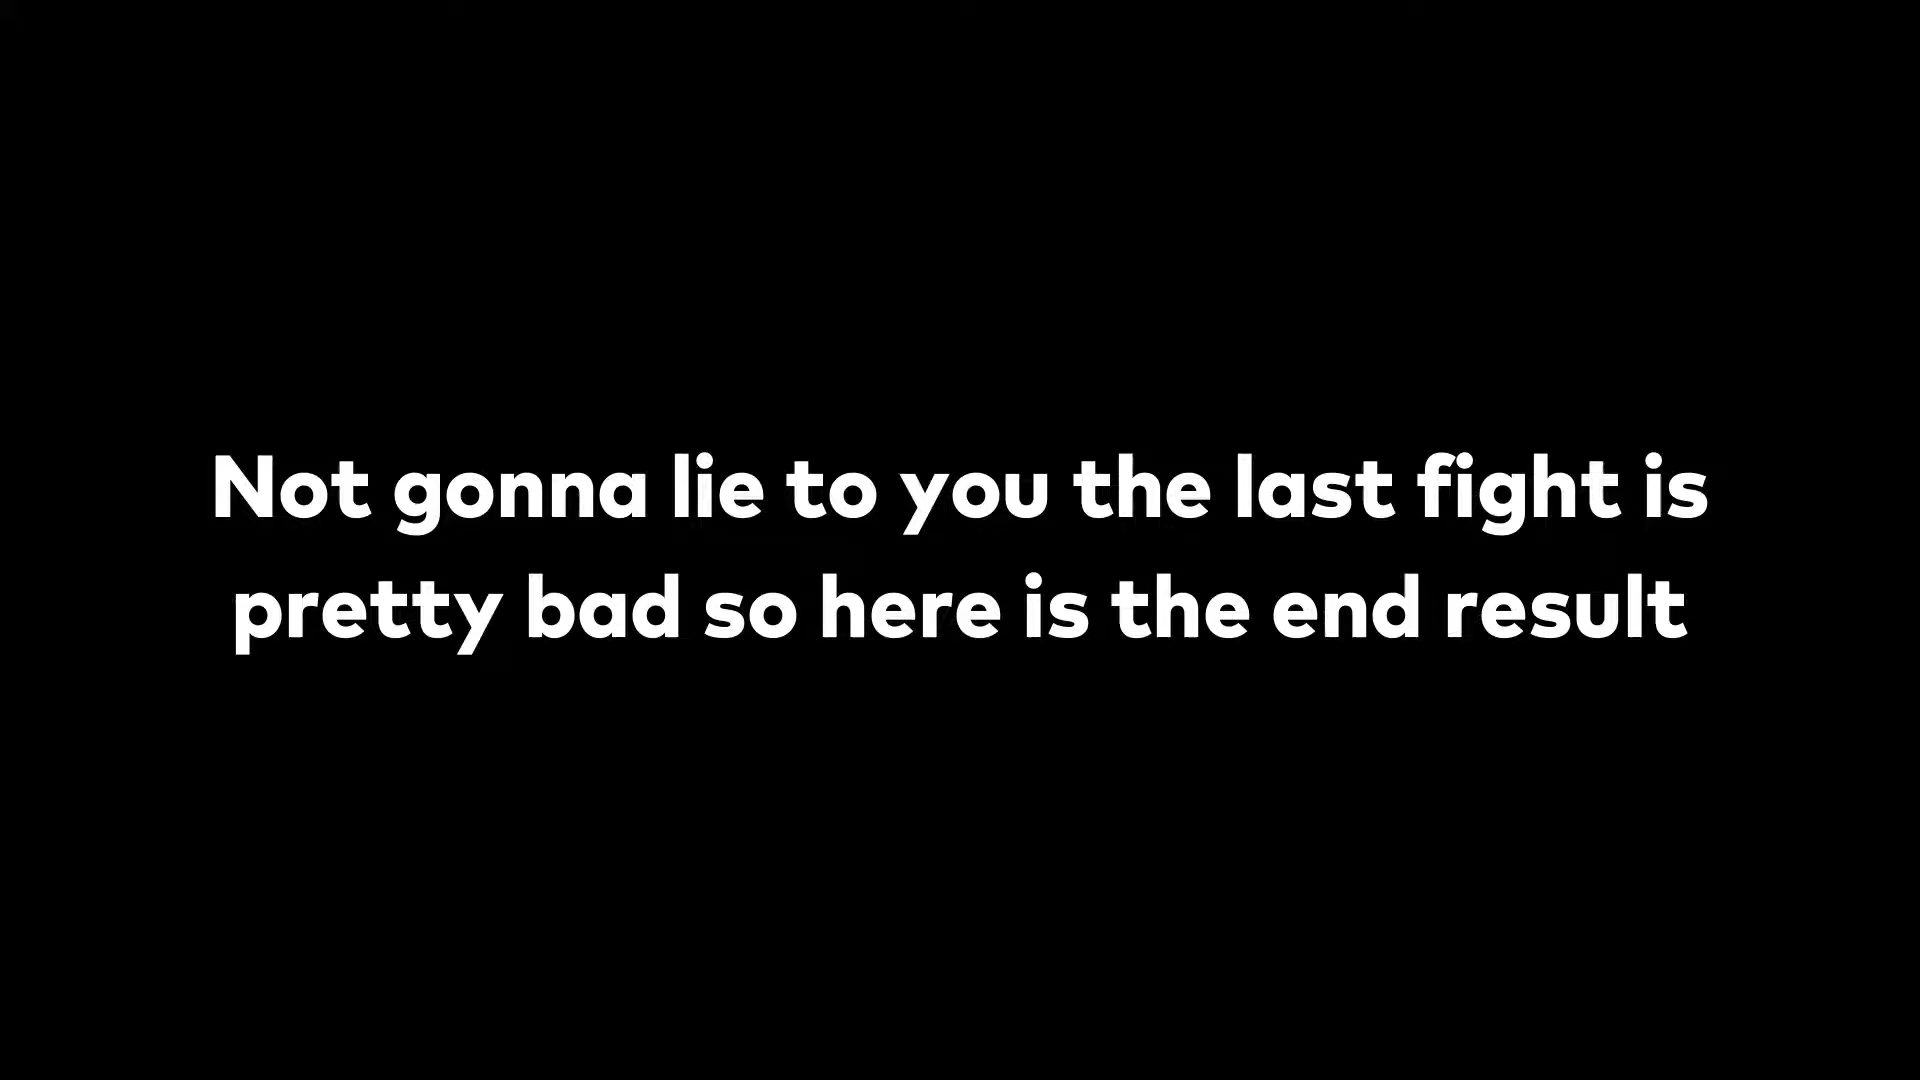 Not gonna lie to you the last fight is
pretty bad so here is the end result